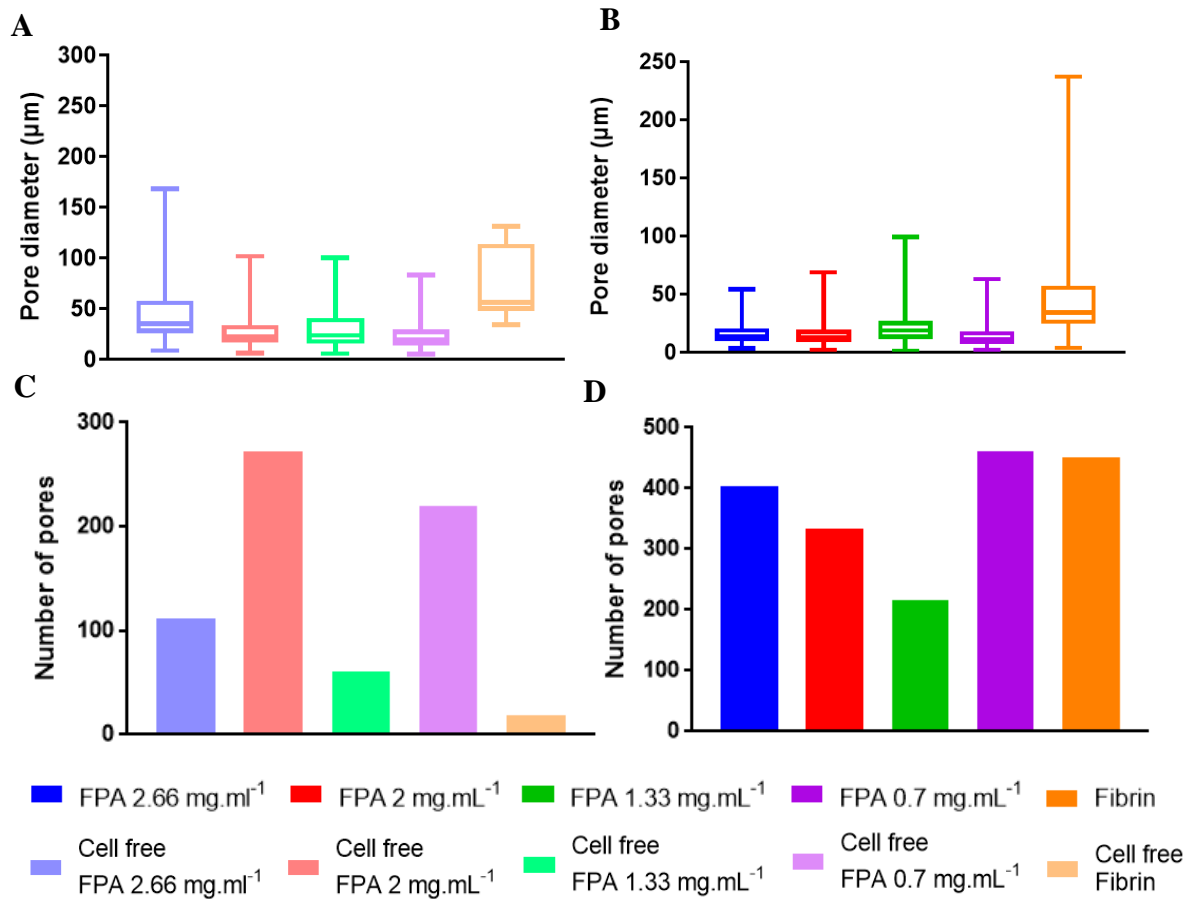 A
B
Pore diameter (µm)
300
250
200
150
100
50
0
Pore diameter (µm)
250
200
150
100
50
0
C
D
Number of pores
300
200
100
0
Number of pores
500
400
300
200
100
0
FPA 2.66 mg.ml⁻¹ FPA 2 mg.mL⁻¹ FPA 1.33 mg.mL⁻¹ FPA 0.7 mg.mL⁻¹ Fibrin
Cell free
FPA 2.66 mg.ml⁻¹
Cell free
FPA 2 mg.mL⁻¹
Cell free
FPA 1.33 mg.mL⁻¹
Cell free
FPA 0.7 mg.mL⁻¹
Cell free
Fibrin